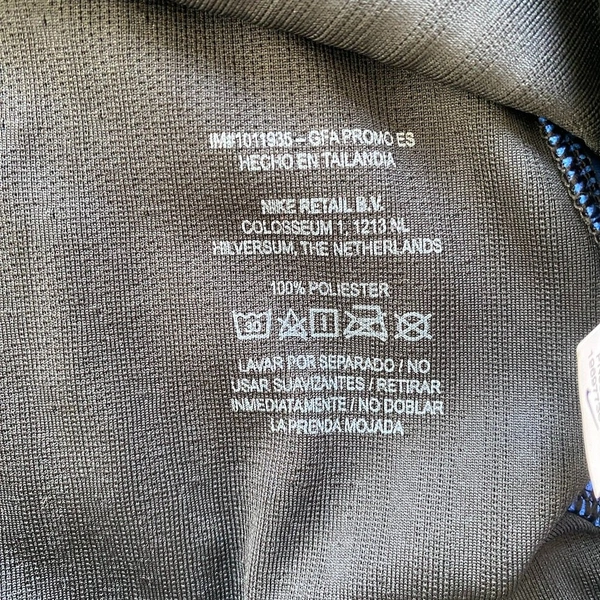 IM#1011935 – GFA PROMO ES
HECHO EN TAILANDIA
NIKE RETAIL B.V.
COLOSSEUM 1, 1213 NL
HILVERSUM, THE NETHERLANDS
100% POLIESTER
30
LAVAR POR SEPARADO / NO
USAR SUAVIZANTES / RETIRAR
INMEDIATAMENTE / NO DOBLAR
LA PRENDA MOJADA